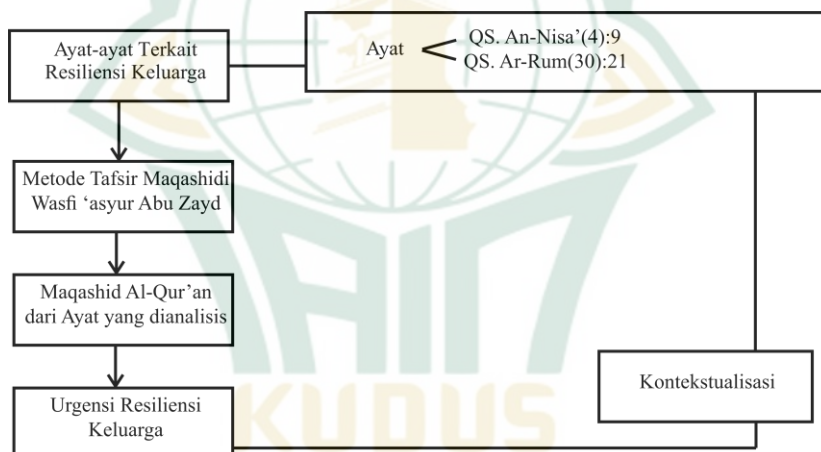 Ayat-ayat Terkait
Resiliensi Keluarga
Ayat
QS. An-Nisa’(4):9
QS. Ar-Rum(30):21
Metode Tafsir Maqashidi
Wasfi ‘asyur Abu Zayd
Maqashid Al-Qur’an
dari Ayat yang dianalisis
Urgensi Resiliensi
Keluarga
Kontekstualisasi
IAIN
KUDUS